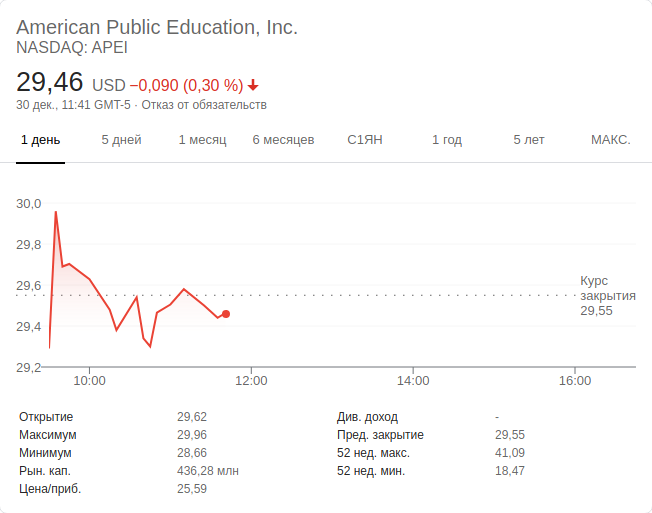 American Public Education, Inc.
NASDAQ: APEI
29,46 USD −0,090 (0,30 %)
30 дек., 11:41 GMT-5 · Отказ от обязательств
1 день 5 дней 1 месяц 6 месяцев С1ЯН 1 год 5 лет МАКС.
30,0
29,8
29,6
29,4
29,2
Курс
закрытия
29,55
10:00 12:00 14:00 16:00
Открытие 29,62 Див. доход -
Максимум 29,96 Пред. закрытие 29,55
Минимум 28,66 52 нед. макс. 41,09
Рын. кап. 436,28 млн 52 нед. мин. 18,47
Цена/приб. 25,59